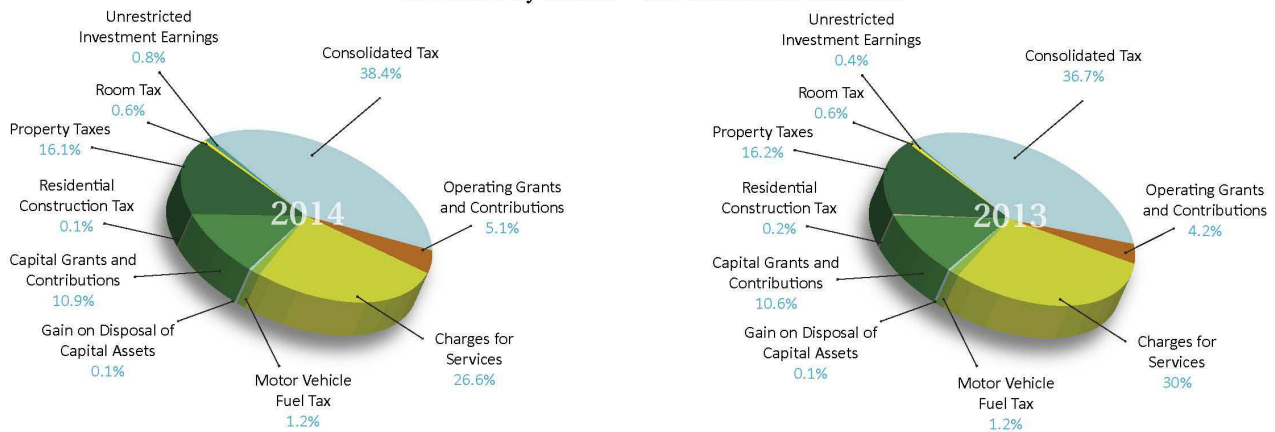 Unrestricted
Investment Earnings
0.8%
Consolidated Tax
38.4%
Room Tax
0.6%
Property Taxes
16.1%
Residential
Construction Tax
0.1%
Operating Grants
and Contributions
5.1%
2014
Capital Grants and
Contributions
10.9%
Gain on Disposal of
Capital Assets
0.1%
Motor Vehicle
Fuel Tax
1.2%
Charges for
Services
26.6%
Unrestricted
Investment Earnings
0.4%
Consolidated Tax
36.7%
Room Tax
0.6%
Property Taxes
16.2%
Residential
Construction Tax
0.2%
Operating Grants
and Contributions
4.2%
2013
Capital Grants and
Contributions
10.6%
Gain on Disposal of
Capital Assets
0.1%
Motor Vehicle
Fuel Tax
1.2%
Charges for
Services
30%